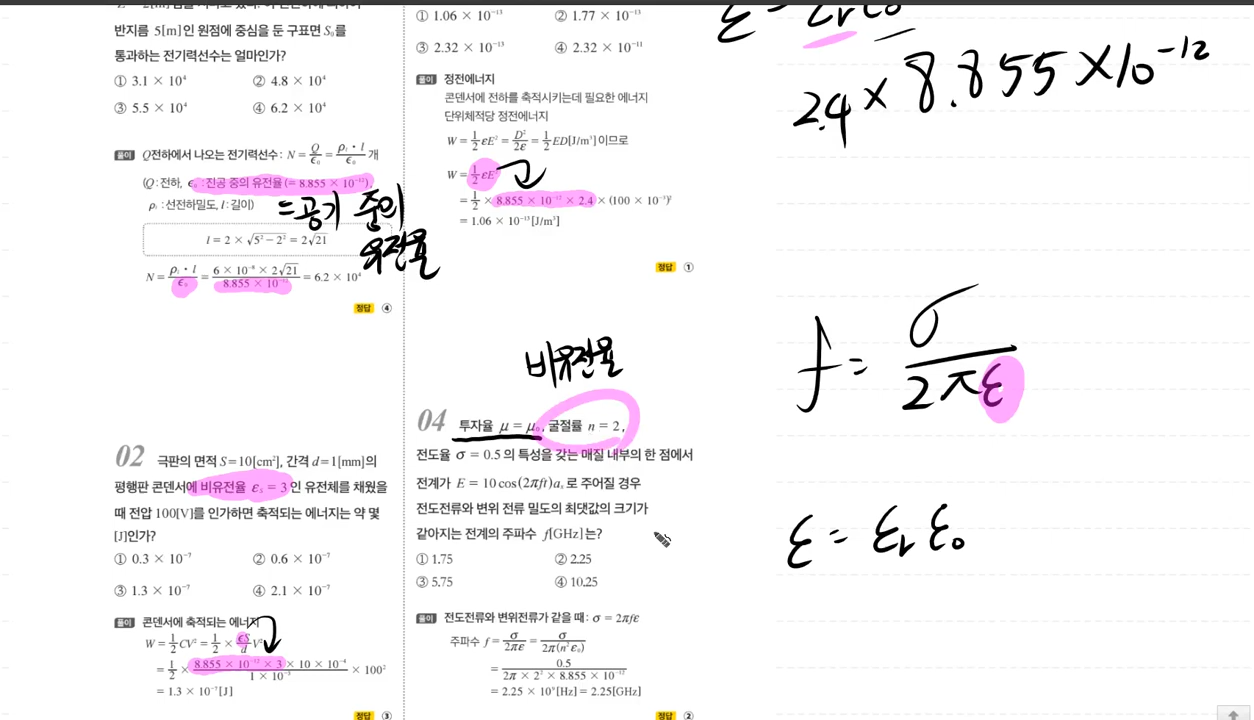 반지름 5[m]인 원점에 중심을 둔 구표면 S₀를
통과하는 전기력선수는 얼마인가?
① 3.1 × 10⁴ ② 4.8 × 10⁴
③ 5.5 × 10⁴ ④ 6.2 × 10⁴
풀이 Q전하에서 나오는 전기력선수: N = Q/ε₀ = ρₗ · l/ε₀ 개
(Q : 전하, ε₀ : 진공 중의 유전율(= 8.855 × 10⁻¹²),
ρₗ : 선전하밀도, l : 길이)
= 공기 중의
유전율
l = 2 × √(5² − 2²) = 2√21
N = ρₗ · l/ε₀ = 6 × 10⁻⁸ × 2√21/8.855 × 10⁻¹² = 6.2 × 10⁴
정답 ④
02 극판의 면적 S = 10[cm²], 간격 d = 1[mm]의
평행판 콘덴서에 비유전율 εₛ = 3인 유전체를 채웠을
때 전압 100[V]를 인가하면 축적되는 에너지는 약 몇
[J]인가?
① 0.3 × 10⁻⁷ ② 0.6 × 10⁻⁷
③ 1.3 × 10⁻⁷ ④ 2.1 × 10⁻⁷
풀이 콘덴서에 축적되는 에너지
W = 1/2 CV² = 1/2 × εS/d V²
= 1/2 × 8.855 × 10⁻¹² × 3 × 10 × 10⁻⁴/1 × 10⁻³ × 100²
= 1.3 × 10⁻⁷[J]
정답 ③
① 1.06 × 10⁻¹³ ② 1.77 × 10⁻¹³
③ 2.32 × 10⁻¹³ ④ 2.32 × 10⁻¹¹
풀이 정전에너지
콘덴서에 전하를 축적시키는데 필요한 에너지
단위체적당 정전에너지
W = 1/2 εE² = D²/2ε = 1/2 ED[J/m³]이므로
W = 1/2 εE²
= 1/2 × 8.855 × 10⁻¹² × 2.4 × (100 × 10⁻³)²
= 1.06 × 10⁻¹³[J/m³]
정답 ①
비유전율
04 투자율 μ = μ₀, 굴절률 n = 2,
전도율 σ = 0.5의 특성을 갖는 매질 내부의 한 점에서
전계가 E = 10 cos(2πft)aₓ로 주어질 경우
전도전류와 변위 전류 밀도의 최댓값의 크기가
같아지는 전계의 주파수 f[GHz]는?
① 1.75 ② 2.25
③ 5.75 ④ 10.25
풀이 전도전류와 변위전류가 같을 때 : σ = 2πfε
주파수 f = σ/2πε = σ/2π(n²ε₀)
= 0.5/2π × 2² × 8.855 × 10⁻¹²
= 2.25 × 10⁹[Hz] = 2.25[GHz]
정답 ②
ε = εᵣ ε₀
2.4 × 8.855 × 10⁻¹²
f = σ/2πε
ε = εᵣ ε₀